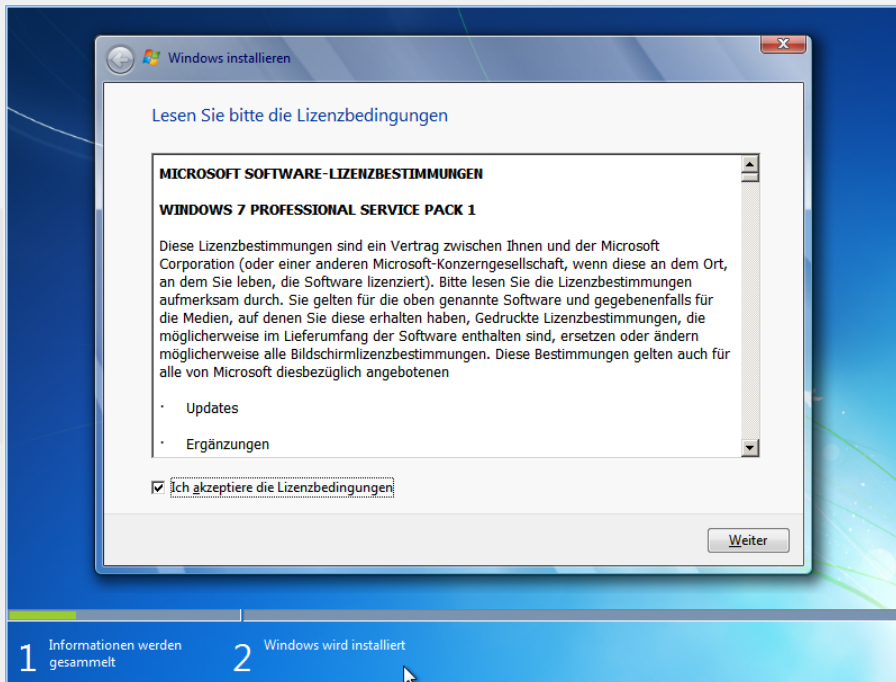 Windows installieren
Lesen Sie bitte die Lizenzbedingungen
MICROSOFT SOFTWARE-LIZENZBESTIMMUNGEN
WINDOWS 7 PROFESSIONAL SERVICE PACK 1
Diese Lizenzbestimmungen sind ein Vertrag zwischen Ihnen und der Microsoft
Corporation (oder einer anderen Microsoft-Konzerngesellschaft, wenn diese an dem Ort,
an dem Sie leben, die Software lizenziert). Bitte lesen Sie die Lizenzbestimmungen
aufmerksam durch. Sie gelten für die oben genannte Software und gegebenenfalls für
die Medien, auf denen Sie diese erhalten haben, Gedruckte Lizenzbestimmungen, die
möglicherweise im Lieferumfang der Software enthalten sind, ersetzen oder ändern
möglicherweise alle Bildschirmlizenzbestimmungen. Diese Bestimmungen gelten auch für
alle von Microsoft diesbezüglich angebotenen
· Updates
· Ergänzungen
Ich akzeptiere die Lizenzbedingungen
Weiter
1 Informationen werden
gesammelt
2 Windows wird installiert